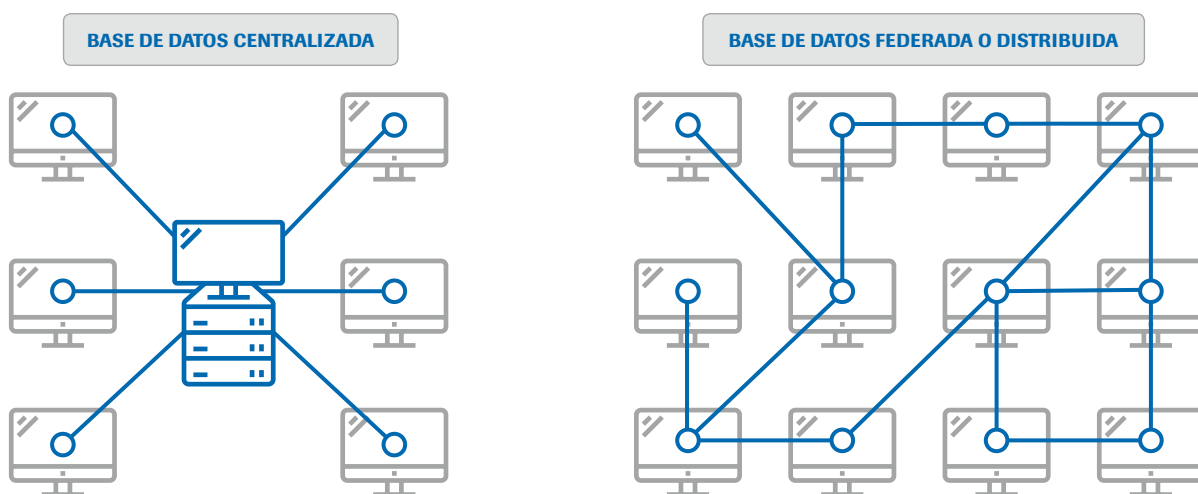 BASE DE DATOS CENTRALIZADA
BASE DE DATOS FEDERADA O DISTRIBUIDA